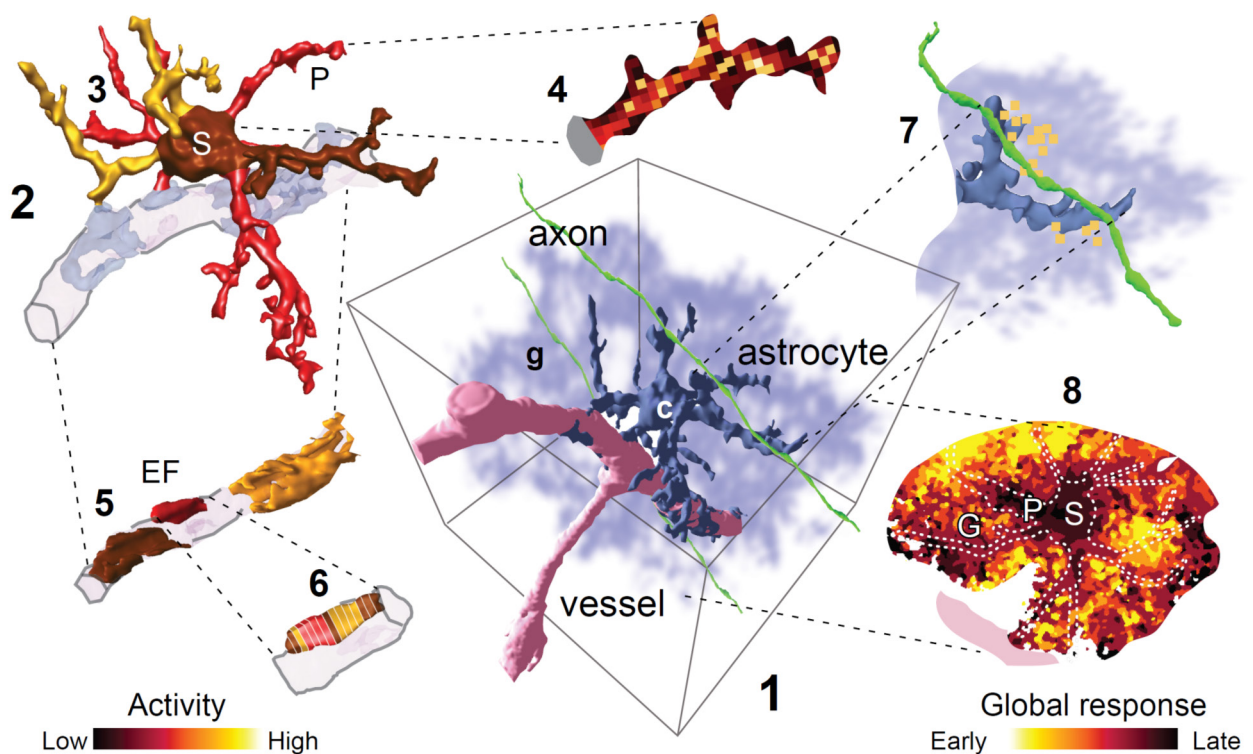 3
P
S
2
4
7
axon
g
astrocyte
c
8
EF
5
G P S
6
vessel
1
Activity
Low High
Global response
Early Late